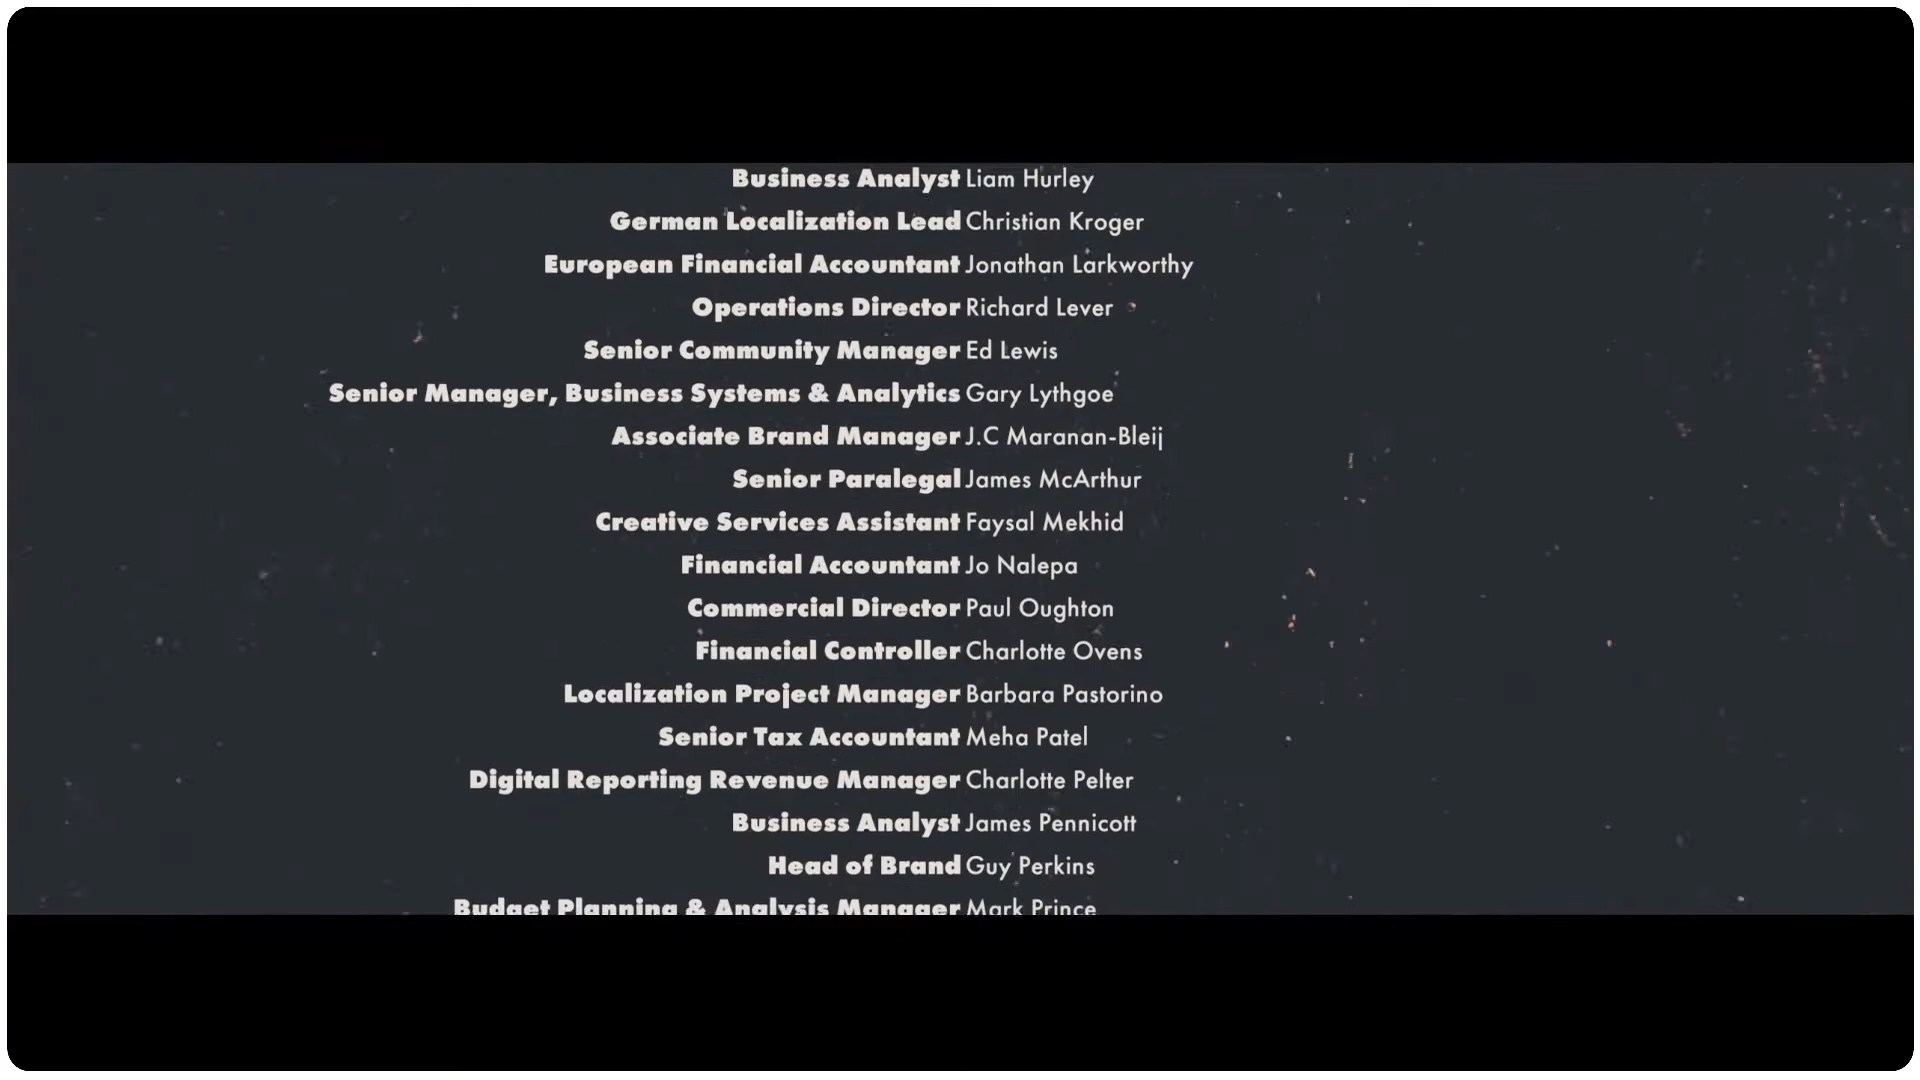 Business Analyst Liam Hurley
German Localization Lead Christian Kroger
European Financial Accountant Jonathan Larkworthy
Operations Director Richard Lever
Senior Community Manager Ed Lewis
Senior Manager, Business Systems & Analytics Gary Lythgoe
Associate Brand Manager J.C Maranan-Bleij
Senior Paralegal James McArthur
Creative Services Assistant Faysal Mekhid
Financial Accountant Jo Nalepa
Commercial Director Paul Oughton
Financial Controller Charlotte Ovens
Localization Project Manager Barbara Pastorino
Senior Tax Accountant Meha Patel
Digital Reporting Revenue Manager Charlotte Pelter
Business Analyst James Pennicott
Head of Brand Guy Perkins
Budget Planning & Analysis Manager Mark Prince